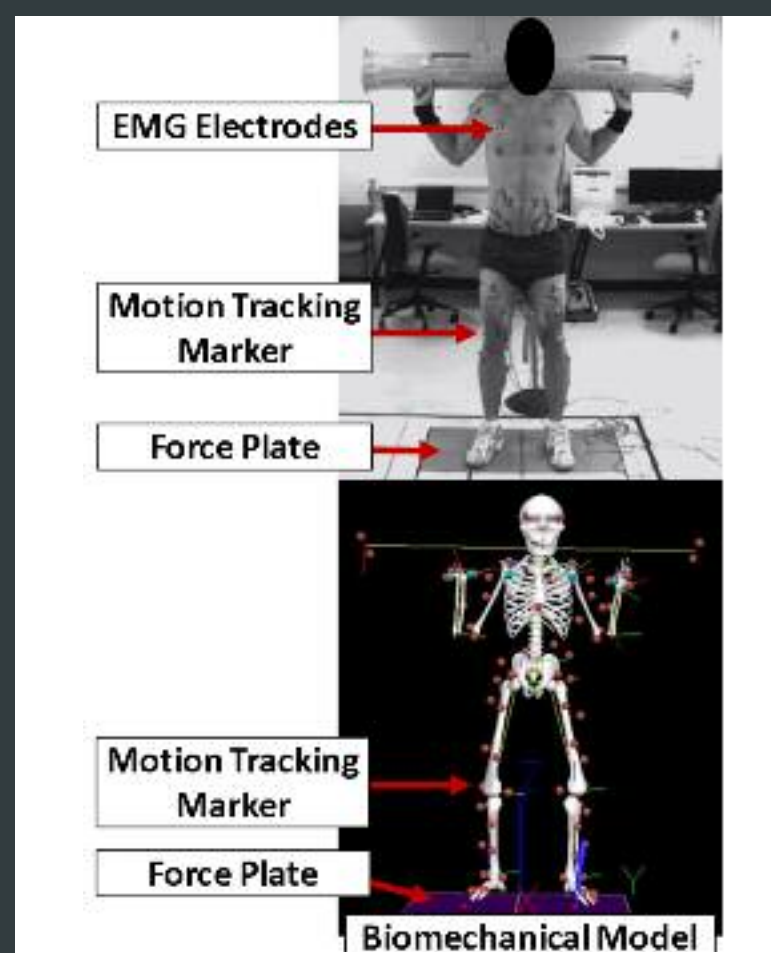 EMG Electrodes
Motion Tracking
Marker
Force Plate
Motion Tracking
Marker
Force Plate
Biomechanical Model